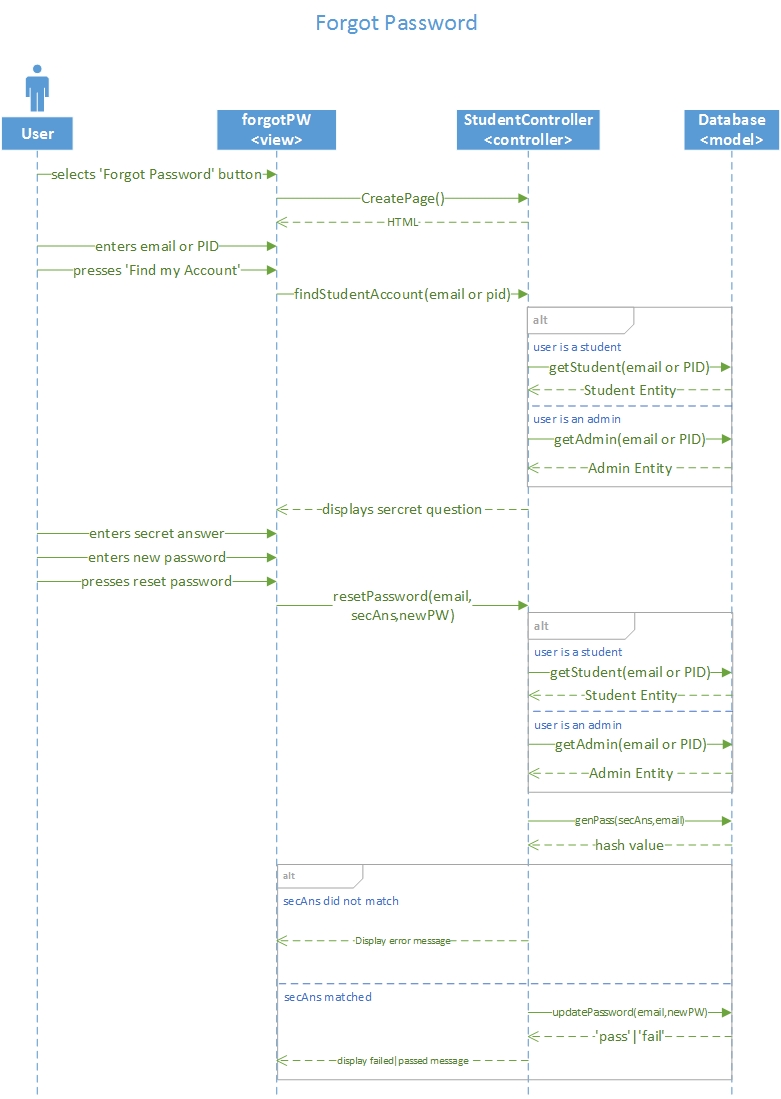 Forgot Password
User
forgotPW
<view>
StudentController
<controller>
Database
<model>
selects 'Forgot Password' button
CreatePage()
HTML
enters email or PID
presses 'Find my Account'
findStudentAccount(email or pid)
alt
user is a student
getStudent(email or PID)
Student Entity
user is an admin
getAdmin(email or PID)
Admin Entity
displays sercret question
enters secret answer
enters new password
presses reset password
resetPassword(email,
secAns,newPW)
alt
user is a student
getStudent(email or PID)
Student Entity
user is an admin
getAdmin(email or PID)
Admin Entity
genPass(secAns,email)
hash value
alt
secAns did not match
Display error message
secAns matched
updatePassword(email,newPW)
'pass'|'fail'
display failed|passed message